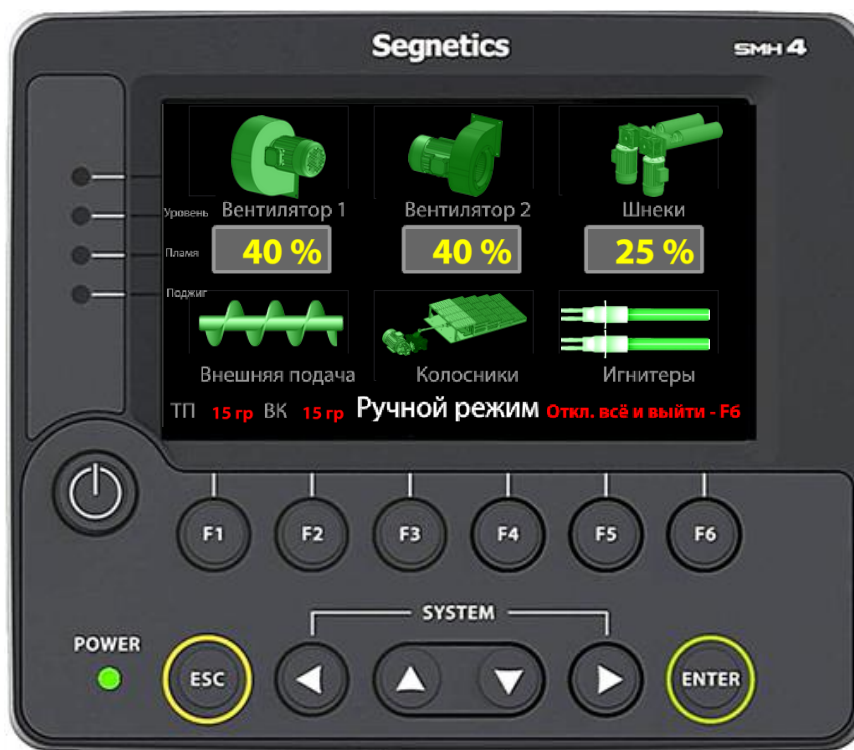 Segnetics
SMH 4
Уровень
Вентилятор 1
Вентилятор 2
Шнеки
Пламя
40 %
40 %
25 %
Поджиг
Внешняя подача
Колосники
Игнитеры
ТП 15 гр ВК 15 гр Ручной режим Откл. всё и выйти - F6
F1 F2 F3 F4 F5 F6
SYSTEM
POWER
ESC
ENTER